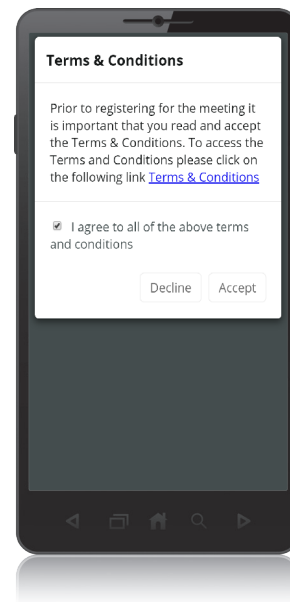 Terms & Conditions
Prior to registering for the meeting it
is important that you read and accept
the Terms & Conditions. To access the
Terms and Conditions please click on
the following link Terms & Conditions
I agree to all of the above terms
and conditions
Decline Accept